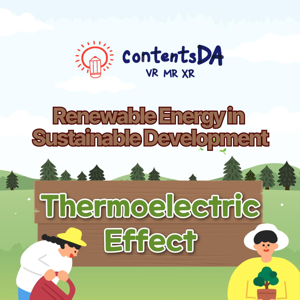 contentsDA
VR MR XR
Renewable Energy in
Sustainable Development
Thermoelectric
Effect